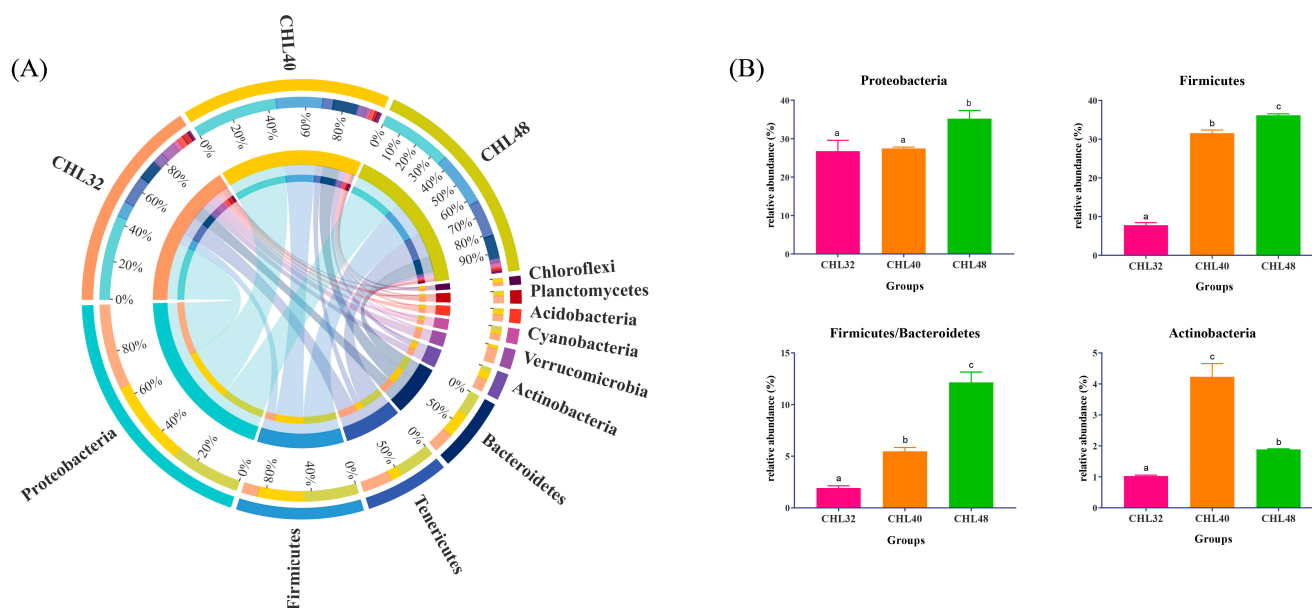 (A)
CHL40
CHL48
CHL32
0%
20%
40%
60%
80%
0%
20%
40%
60%
80%
0%
10%
20%
30%
40%
50%
60%
70%
80%
90%
Chloroflexi
Planctomycetes
Acidobacteria
Cyanobacteria
Verrucomicrobia
Actinobacteria
Bacteroidetes
Tenericutes
Firmicutes
Proteobacteria
0%
50%
0%
50%
0%
40%
80%
0%
20%
40%
60%
80%
(B)
Proteobacteria
relative abundance (%)
40
30
20
10
0
a
a
b
CHL32 CHL40 CHL48
Groups
Firmicutes
relative abundance (%)
40
30
20
10
0
a
b
c
CHL32 CHL40 CHL48
Groups
Firmicutes/Bacteroidetes
relative abundance (%)
15
10
5
0
a
b
c
CHL32 CHL40 CHL48
Groups
Actinobacteria
relative abundance (%)
5
4
3
2
1
0
a
c
b
CHL32 CHL40 CHL48
Groups